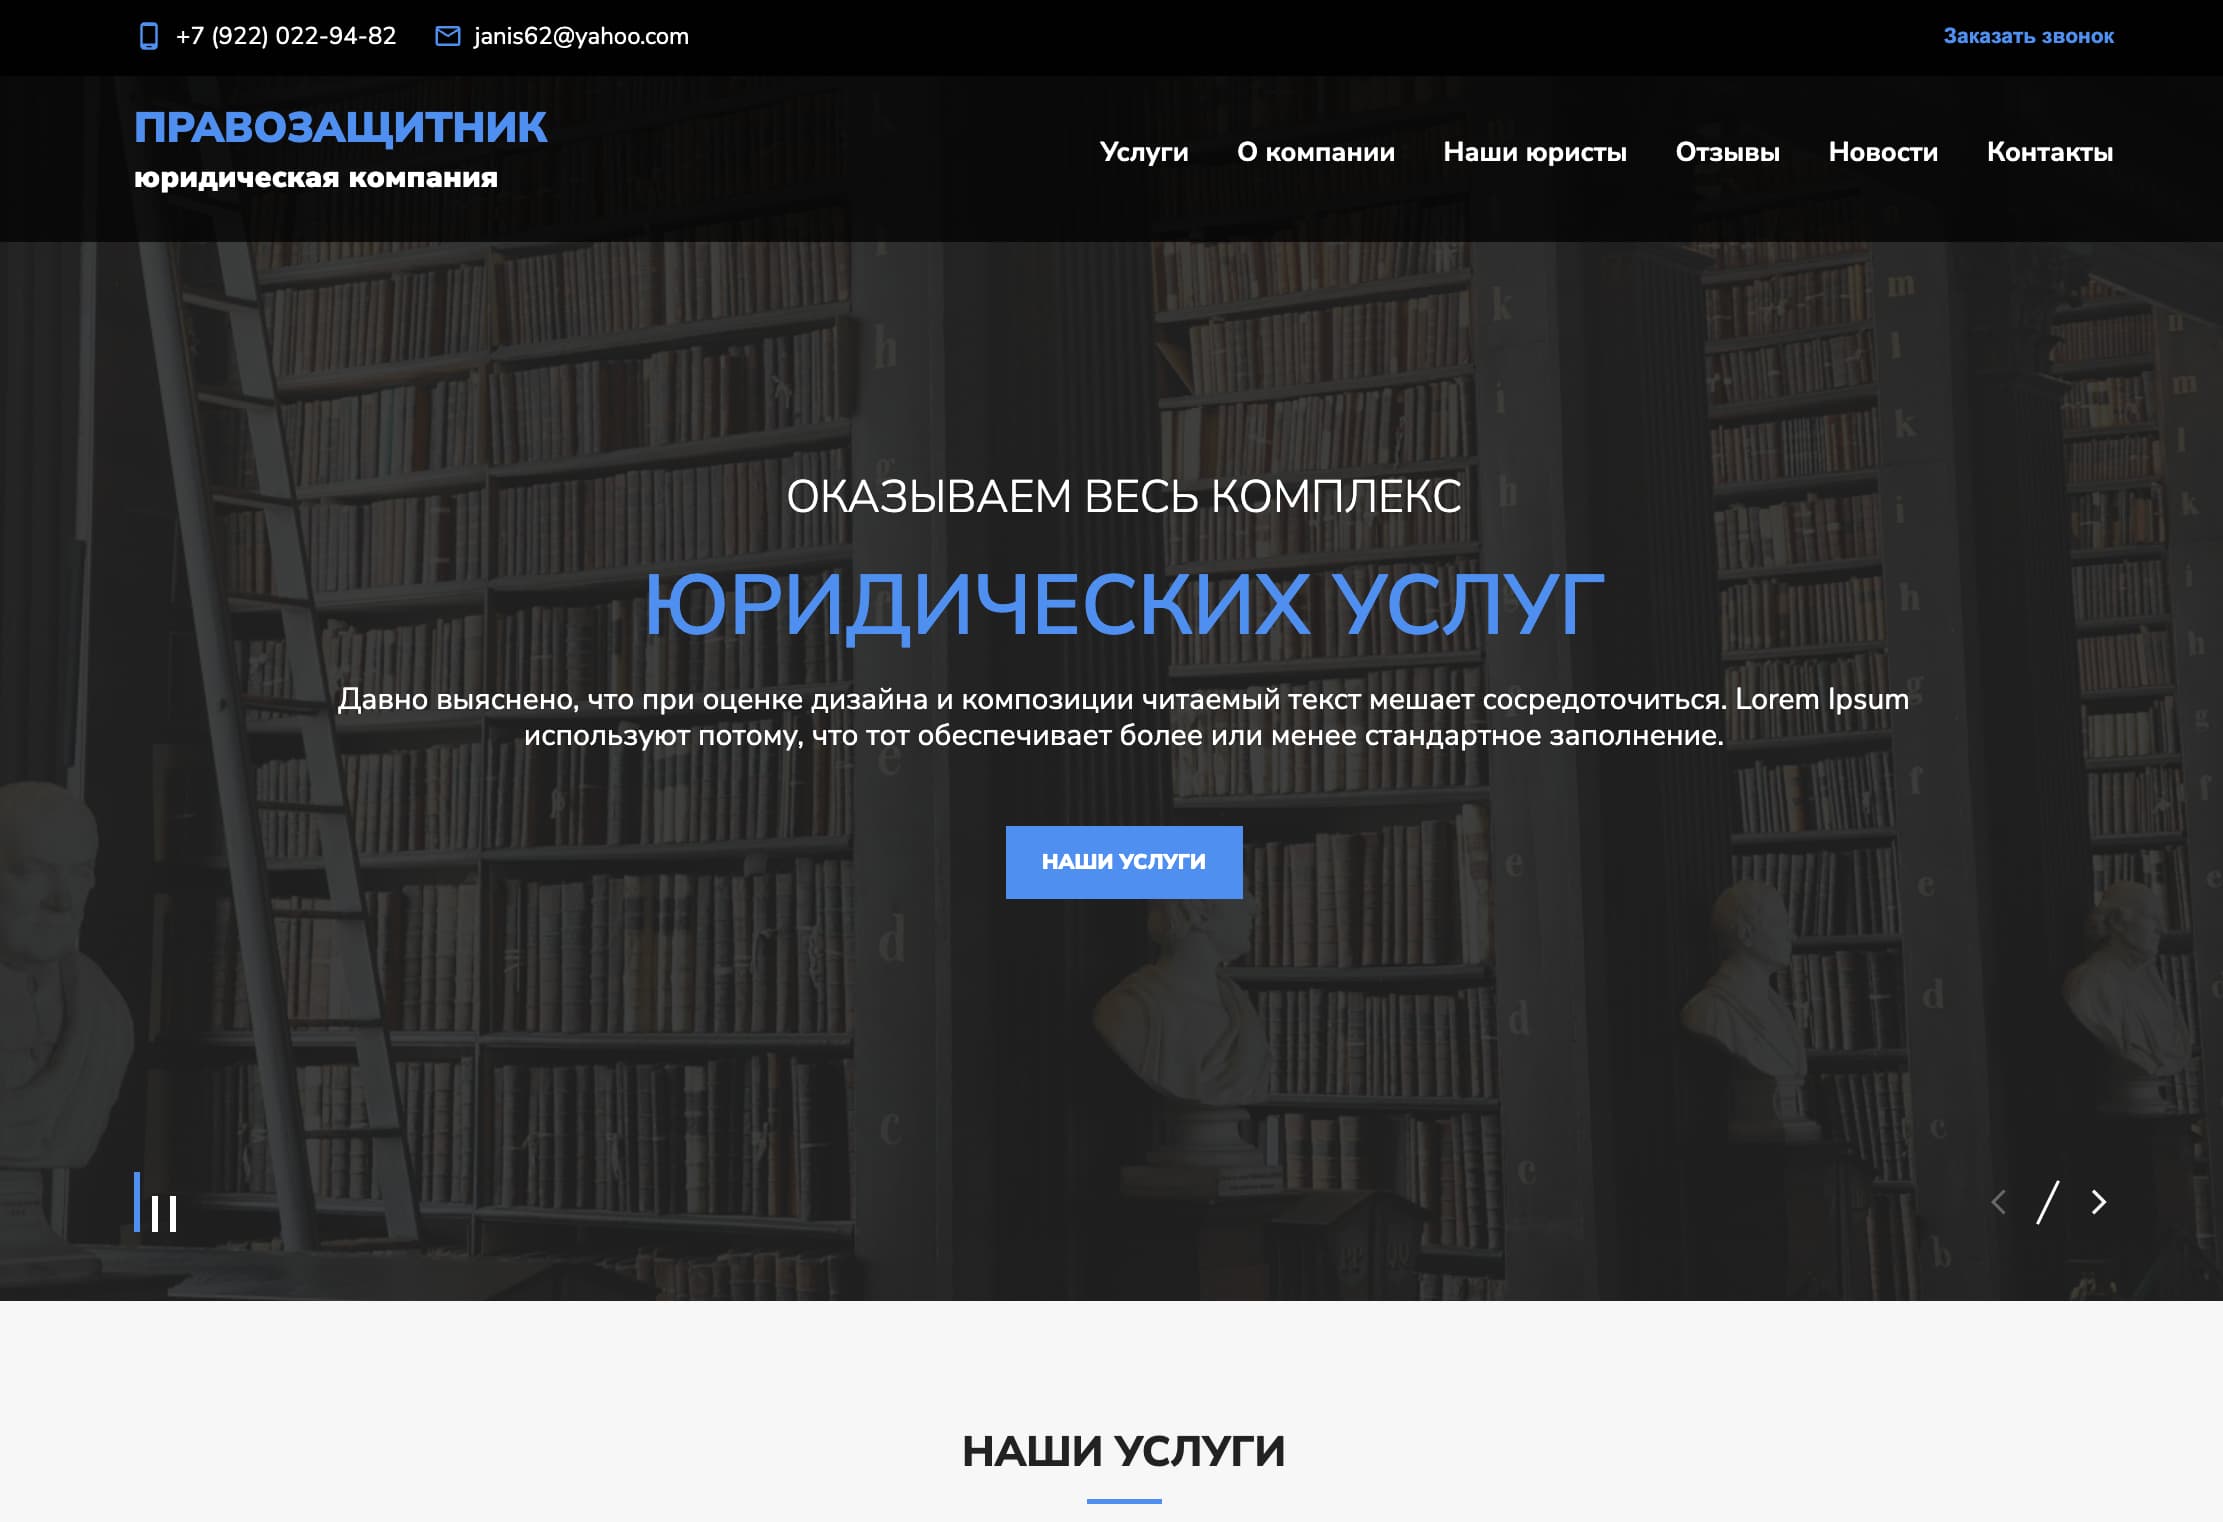 +7 (922) 022-94-82
janis62@yahoo.com
Заказать звонок
ПРАВОЗАЩИТНИК
юридическая компания
Услуги
О компании
Наши юристы
Отзывы
Новости
Контакты
ОКАЗЫВАЕМ ВЕСЬ КОМПЛЕКС
ЮРИДИЧЕСКИХ УСЛУГ
Давно выяснено, что при оценке дизайна и композиции читаемый текст мешает сосредоточиться. Lorem Ipsum
используют потому, что тот обеспечивает более или менее стандартное заполнение.
НАШИ УСЛУГИ
НАШИ УСЛУГИ